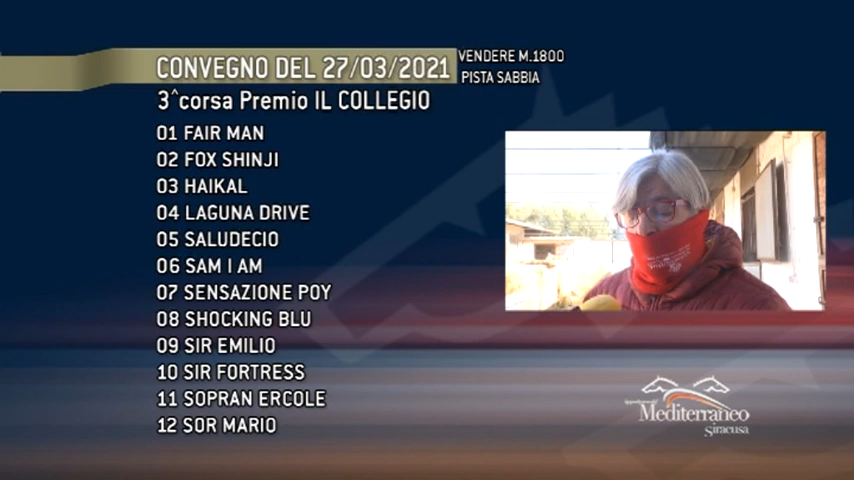 CONVEGNO DEL 27/03/2021
VENDERE M.1800
PISTA SABBIA
3^corsa Premio IL COLLEGIO
01 FAIR MAN
02 FOX SHINJI
03 HAIKAL
04 LAGUNA DRIVE
05 SALUDECIO
06 SAM I AM
07 SENSAZIONE POY
08 SHOCKING BLU
09 SIR EMILIO
10 SIR FORTRESS
11 SOPRAN ERCOLE
12 SOR MARIO
Mediterraneo
Siracusa